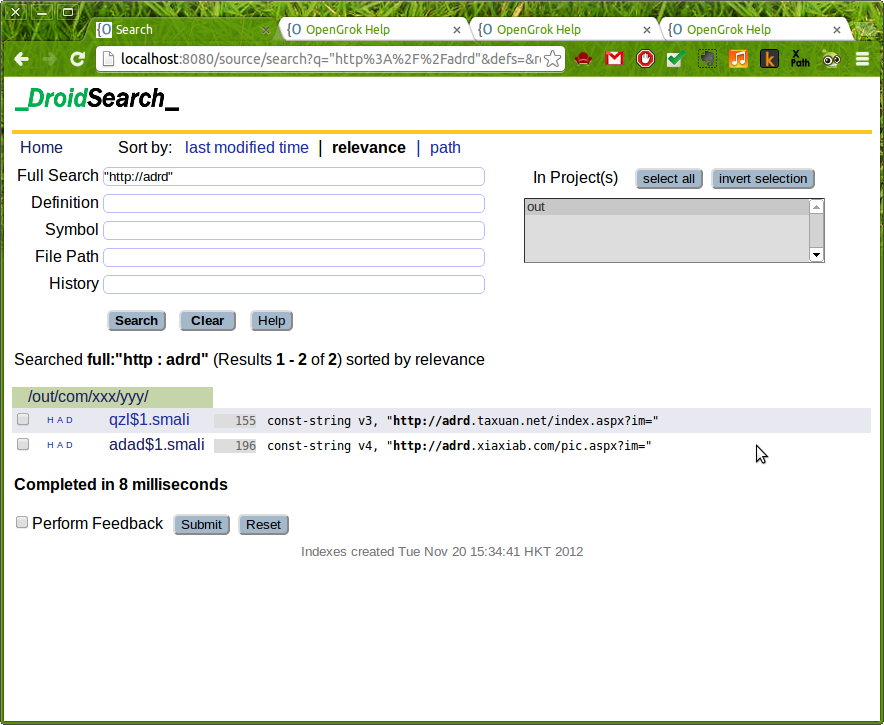 Search
OpenGrok Help
OpenGrok Help
OpenGrok Help
localhost:8080/source/search?q="http%3A%2F%2Fadrd"&defs=&r
X Path
_DroidSearch_
Home Sort by: last modified time | relevance | path
Full Search "http://adrd" In Project(s) select all invert selection
Definition out
Symbol
File Path
History
Search Clear Help
Searched full:"http : adrd" (Results 1 - 2 of 2) sorted by relevance
/out/com/xxx/yyy/
H A D qzl$1.smali 155 const-string v3, "http://adrd.taxuan.net/index.aspx?im="
H A D adad$1.smali 196 const-string v4, "http://adrd.xiaxiab.com/pic.aspx?im="
Completed in 8 milliseconds
Perform Feedback Submit Reset
Indexes created Tue Nov 20 15:34:41 HKT 2012